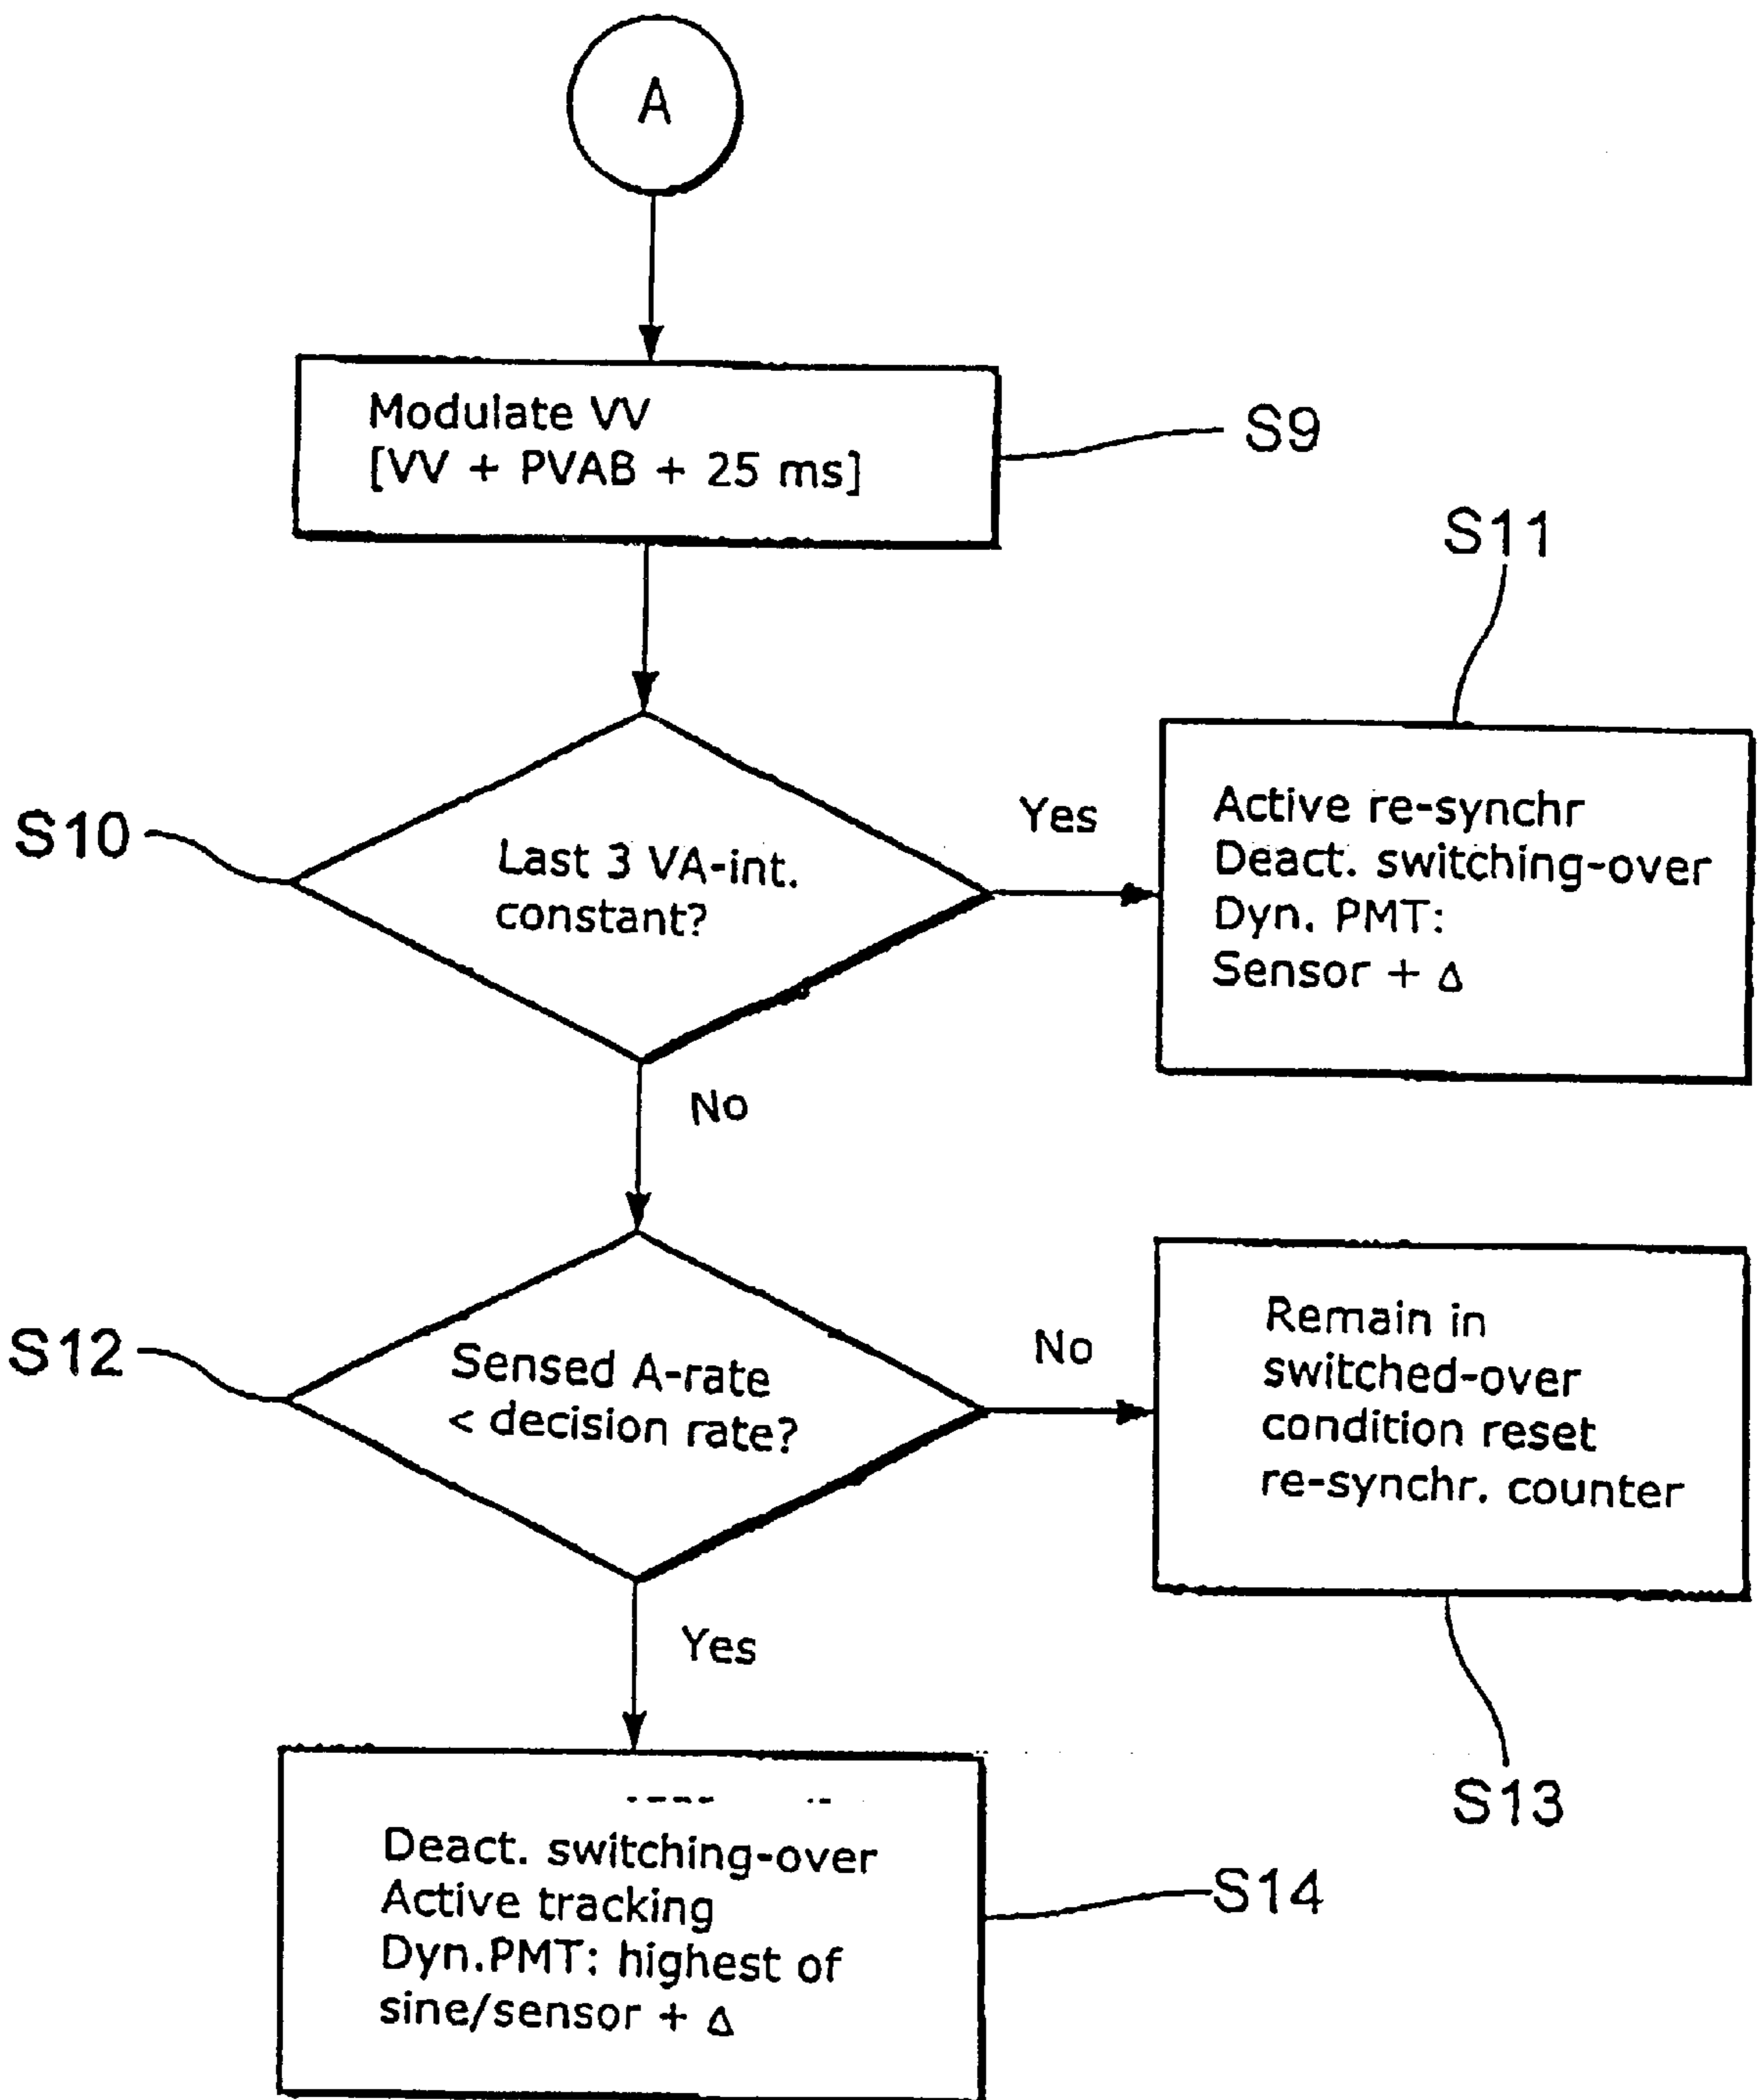 A
Modulate VV
[VV + PVAB + 25 ms]
S9
S11
S10
Last 3 VA-int.
constant?
Yes
Active re-synchr
Deact. switching-over
Dyn. PMT:
Sensor + Δ
No
S12
Sensed A-rate
< decision rate?
No
Remain in
switched-over
condition reset
re-synchr. counter
Yes
S13
Deact. switching-over
Active tracking
Dyn.PMT: highest of
sine/sensor + Δ
S14